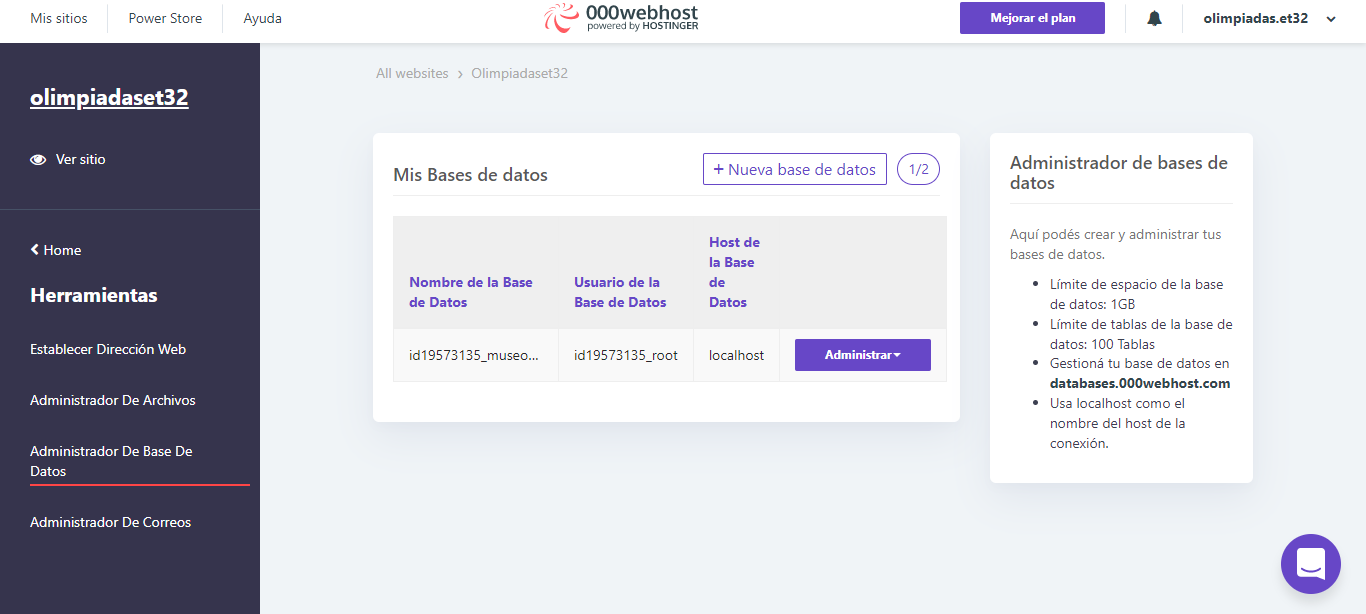 Mis sitios
Power Store
Ayuda
000webhost
powered by HOSTINGER
Mejorar el plan
olimpiadas.et32
olimpiadaset32
Ver sitio
Home
Herramientas
Establecer Dirección Web
Administrador De Archivos
Administrador De Base De
Datos
Administrador De Correos
All websites › Olimpiadaset32
Mis Bases de datos
+ Nueva base de datos
1/2
Nombre de la Base
de Datos
Usuario de la
Base de Datos
Host de
la Base
de
Datos
id19573135_museo...
id19573135_root
localhost
Administrar
Administrador de bases de
datos
Aquí podés crear y administrar tus
bases de datos.
• Límite de espacio de la base
de datos: 1GB
• Límite de tablas de la base de
datos: 100 Tablas
• Gestioná tu base de datos en
databases.000webhost.com
• Usa localhost como el
nombre del host de la
conexión.